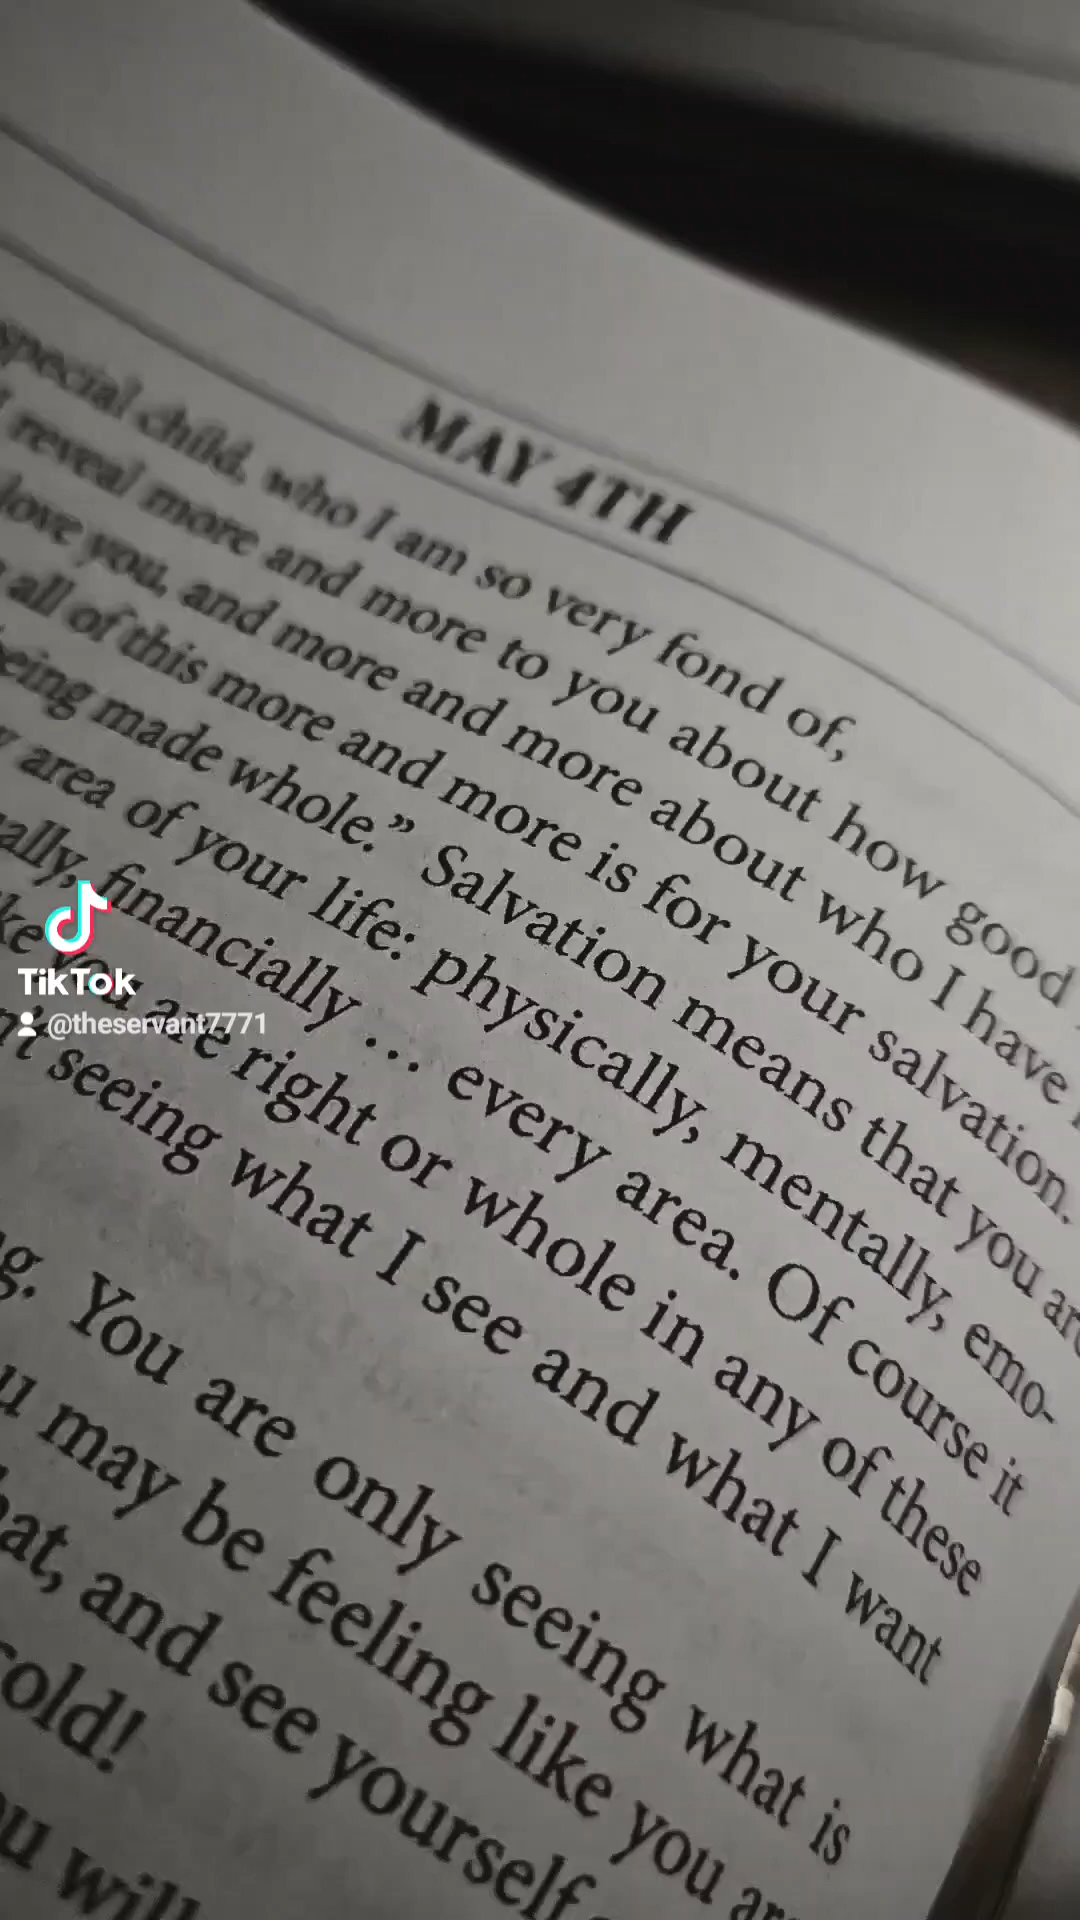 MAY 4TH
special child, who I am so very fond of,
reveal more and more to you about how good
love you, and more and more about who I have
all of this more and more is for your salvation.
being made whole.” Salvation means that you are
area of your life: physically, mentally, emo-
financially ... every area. Of course it
you are right or whole in any of these
seeing what I see and what I want
You are only seeing what is
may be feeling like you
and see yourself
will
TikTok
@theservant7771